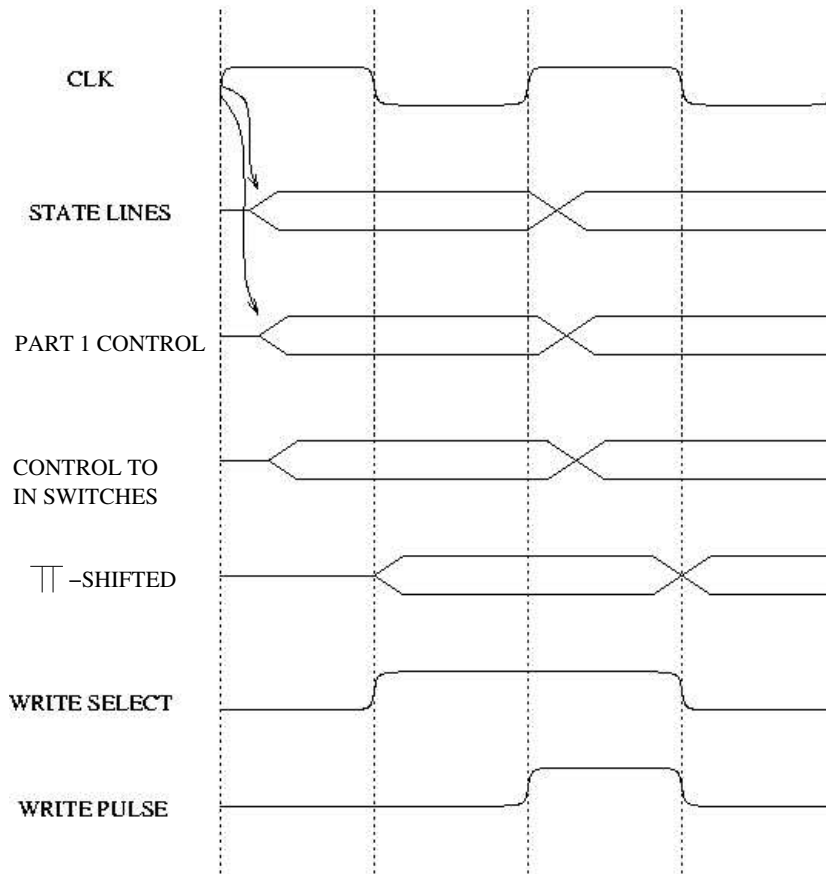 CLK
STATE LINES
PART 1 CONTROL
CONTROL TO
IN SWITCHES
∏ –SHIFTED
WRITE SELECT
WRITE PULSE